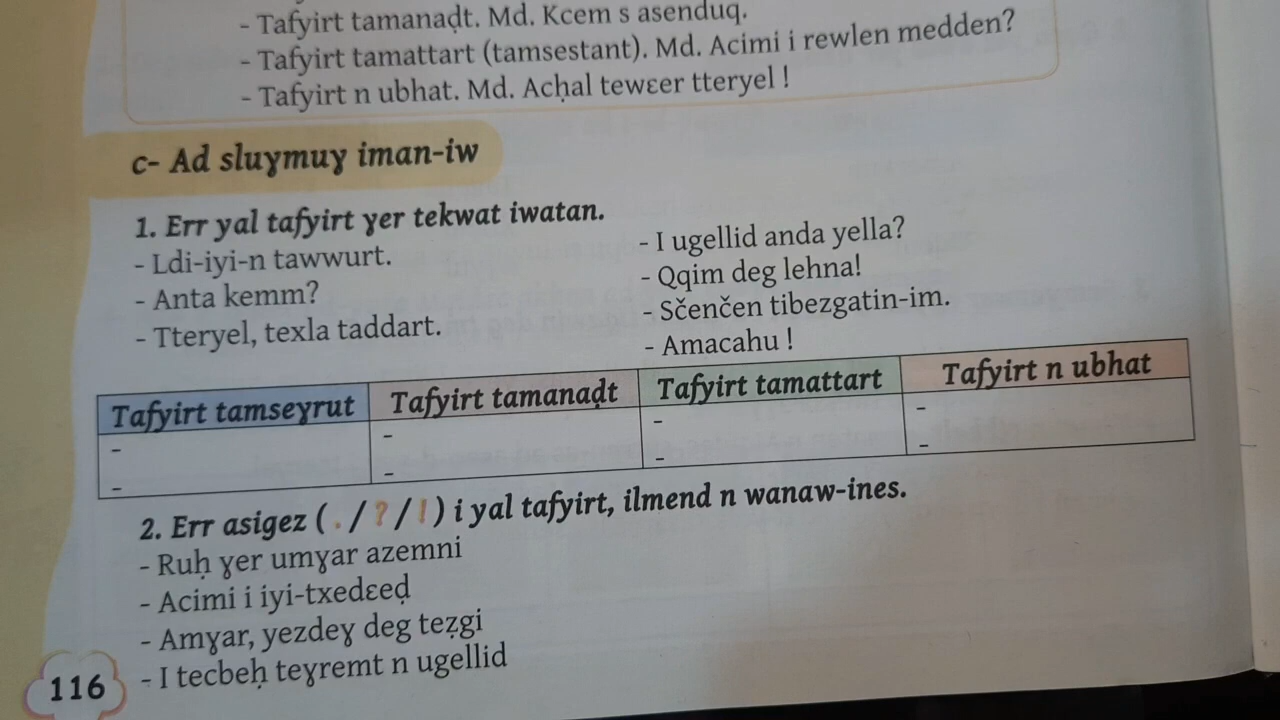 - Tafyirt tamanaḍt. Md. Kcem s asenduq.
- Tafyirt tamattart (tamsestant). Md. Acimi i rewlen medden?
- Tafyirt n ubhat. Md. Acḥal tewɛer tteryel !
c- Ad sluɣmuɣ iman-iw
1. Err yal tafyirt ɣer tekwat iwatan.
- Ldi-iyi-n tawwurt.
- Anta kemm?
- Tteryel, texla taddart.
- I ugellid anda yella?
- Qqim deg lehna!
- Sčenčen tibezgatin-im.
- Amacahu !
Tafyirt tamseɣrut Tafyirt tamanaḍt Tafyirt tamattart Tafyirt n ubhat
- - - -
- - - -
2. Err asigez ( . / ? / ! ) i yal tafyirt, ilmend n wanaw-ines.
- Ruḥ ɣer umɣar azemni
- Acimi i iyi-txedɛeḍ
- Amɣar, yezdeɣ deg teẓgi
- I tecbeḥ teɣremt n ugellid
116